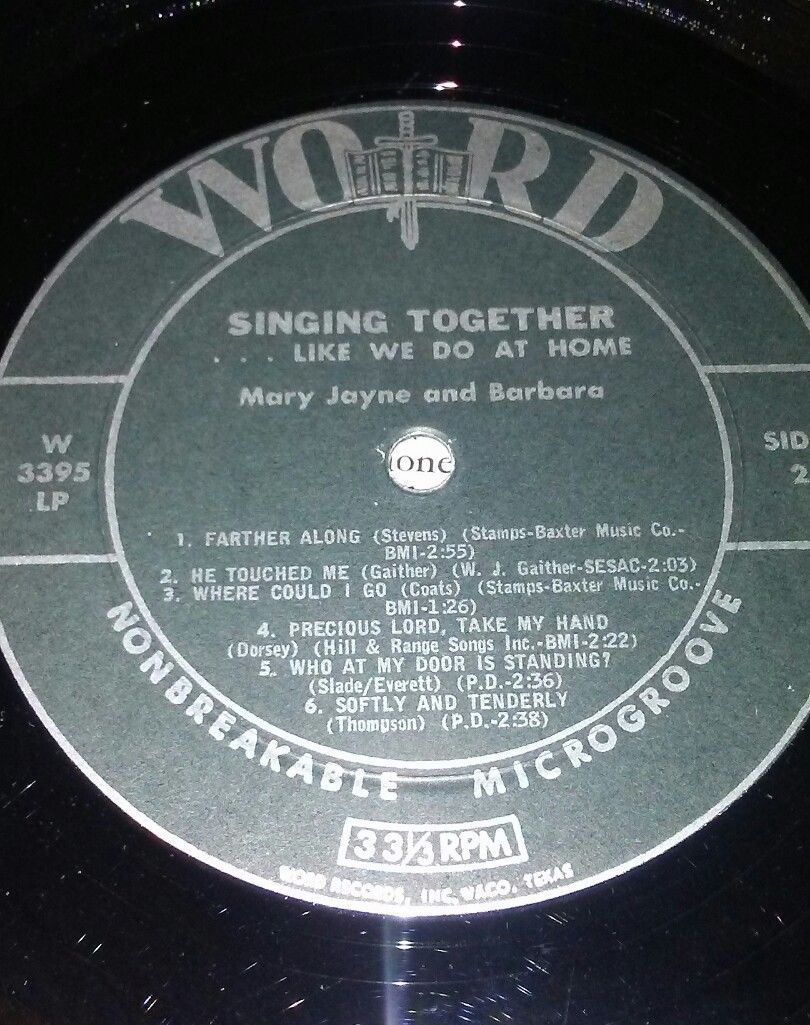 WORD
SINGING TOGETHER
. . . LIKE WE DO AT HOME
Mary Jayne and Barbara
W
3395
LP
SID
2
one
1. FARTHER ALONG (Stevens) (Stamps-Baxter Music Co.-
BMI-2:55)
2. HE TOUCHED ME (Gaither) (W. J. Gaither-SESAC-2:03)
3. WHERE COULD I GO (Coats) (Stamps-Baxter Music Co.-
BMI-1:26)
4. PRECIOUS LORD, TAKE MY HAND
(Dorsey) (Hill & Range Songs Inc.-BMI-2:22)
5. WHO AT MY DOOR IS STANDING?
(Slade/Everett) (P.D.-2:36)
6. SOFTLY AND TENDERLY
(Thompson) (P.D.-2:38)
NONBREAKABLE MICROGROOVE
33⅓ RPM
WORD RECORDS, INC. WACO, TEXAS